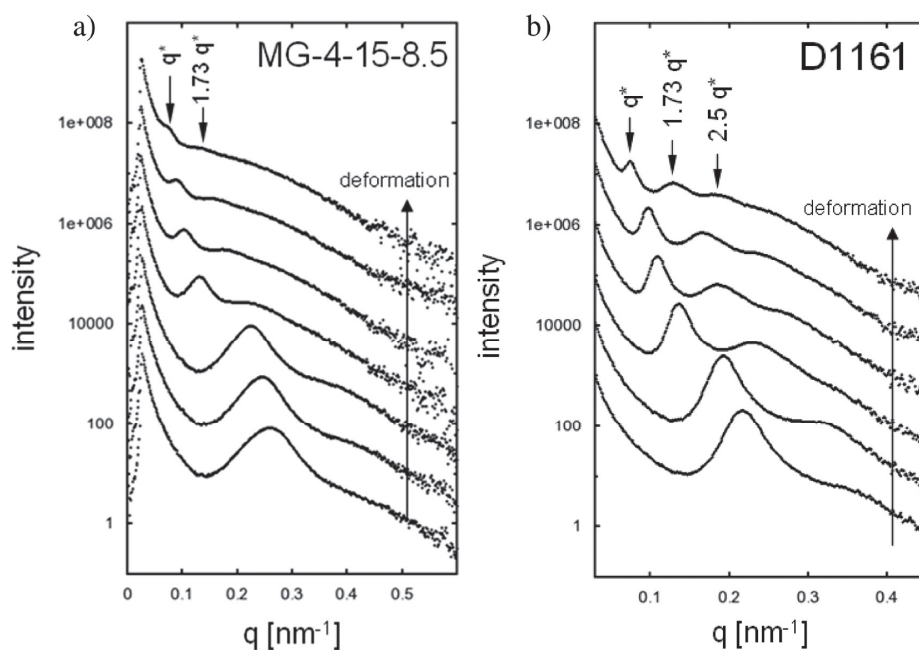 a)
MG-4-15-8.5
q*
1.73 q*
deformation
intensity
1e+008
1e+006
10000
100
1
0
0.1
0.2
0.3
0.4
0.5
q [nm⁻¹]
b)
D1161
q*
1.73 q*
2.5 q*
deformation
intensity
1e+008
1e+006
10000
100
1
0.1
0.2
0.3
0.4
q [nm⁻¹]